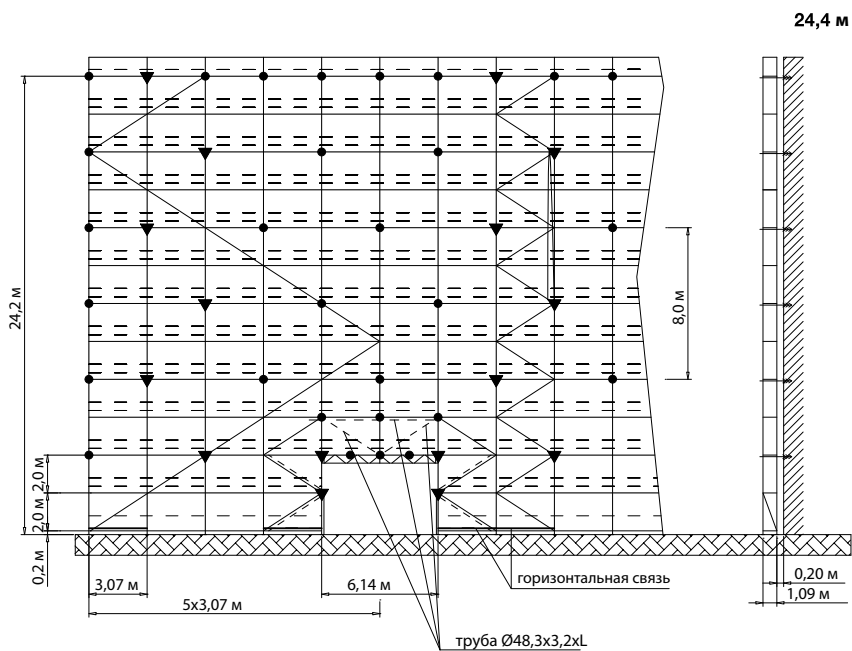 24,4 м
24,2 м
8,0 м
2,0 м
2,0 м
0,2 м
3,07 м
6,14 м
горизонтальная связь
0,20 м
1,09 м
5x3,07 м
труба Ø48,3x3,2xL